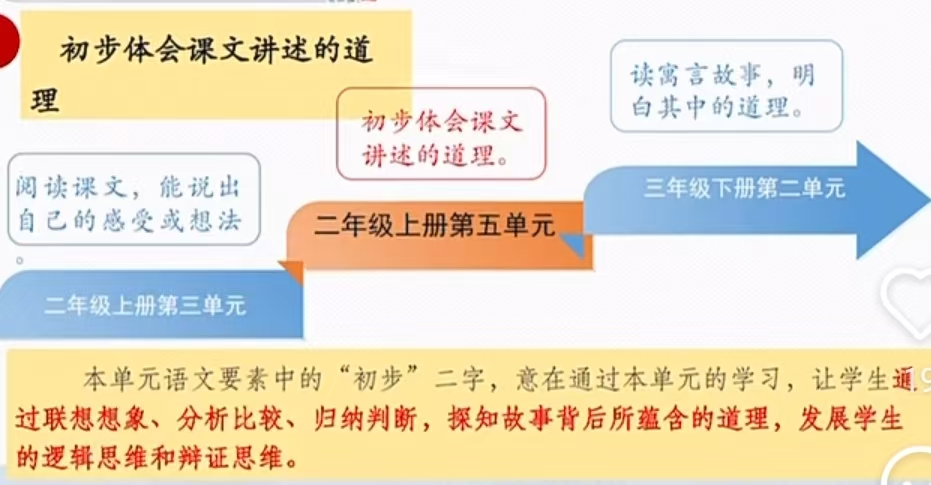 初步体会课文讲述的道
理
读寓言故事，明
白其中的道理。
初步体会课文
讲述的道理。
阅读课文，能说出
自己的感受或想法
。
三年级下册第二单元
二年级上册第五单元
二年级上册第三单元
本单元语文要素中的“初步”二字，意在通过本单元的学习，让学生通
过联想想象、分析比较、归纳判断，探知故事背后所蕴含的道理，发展学生
的逻辑思维和辩证思维。